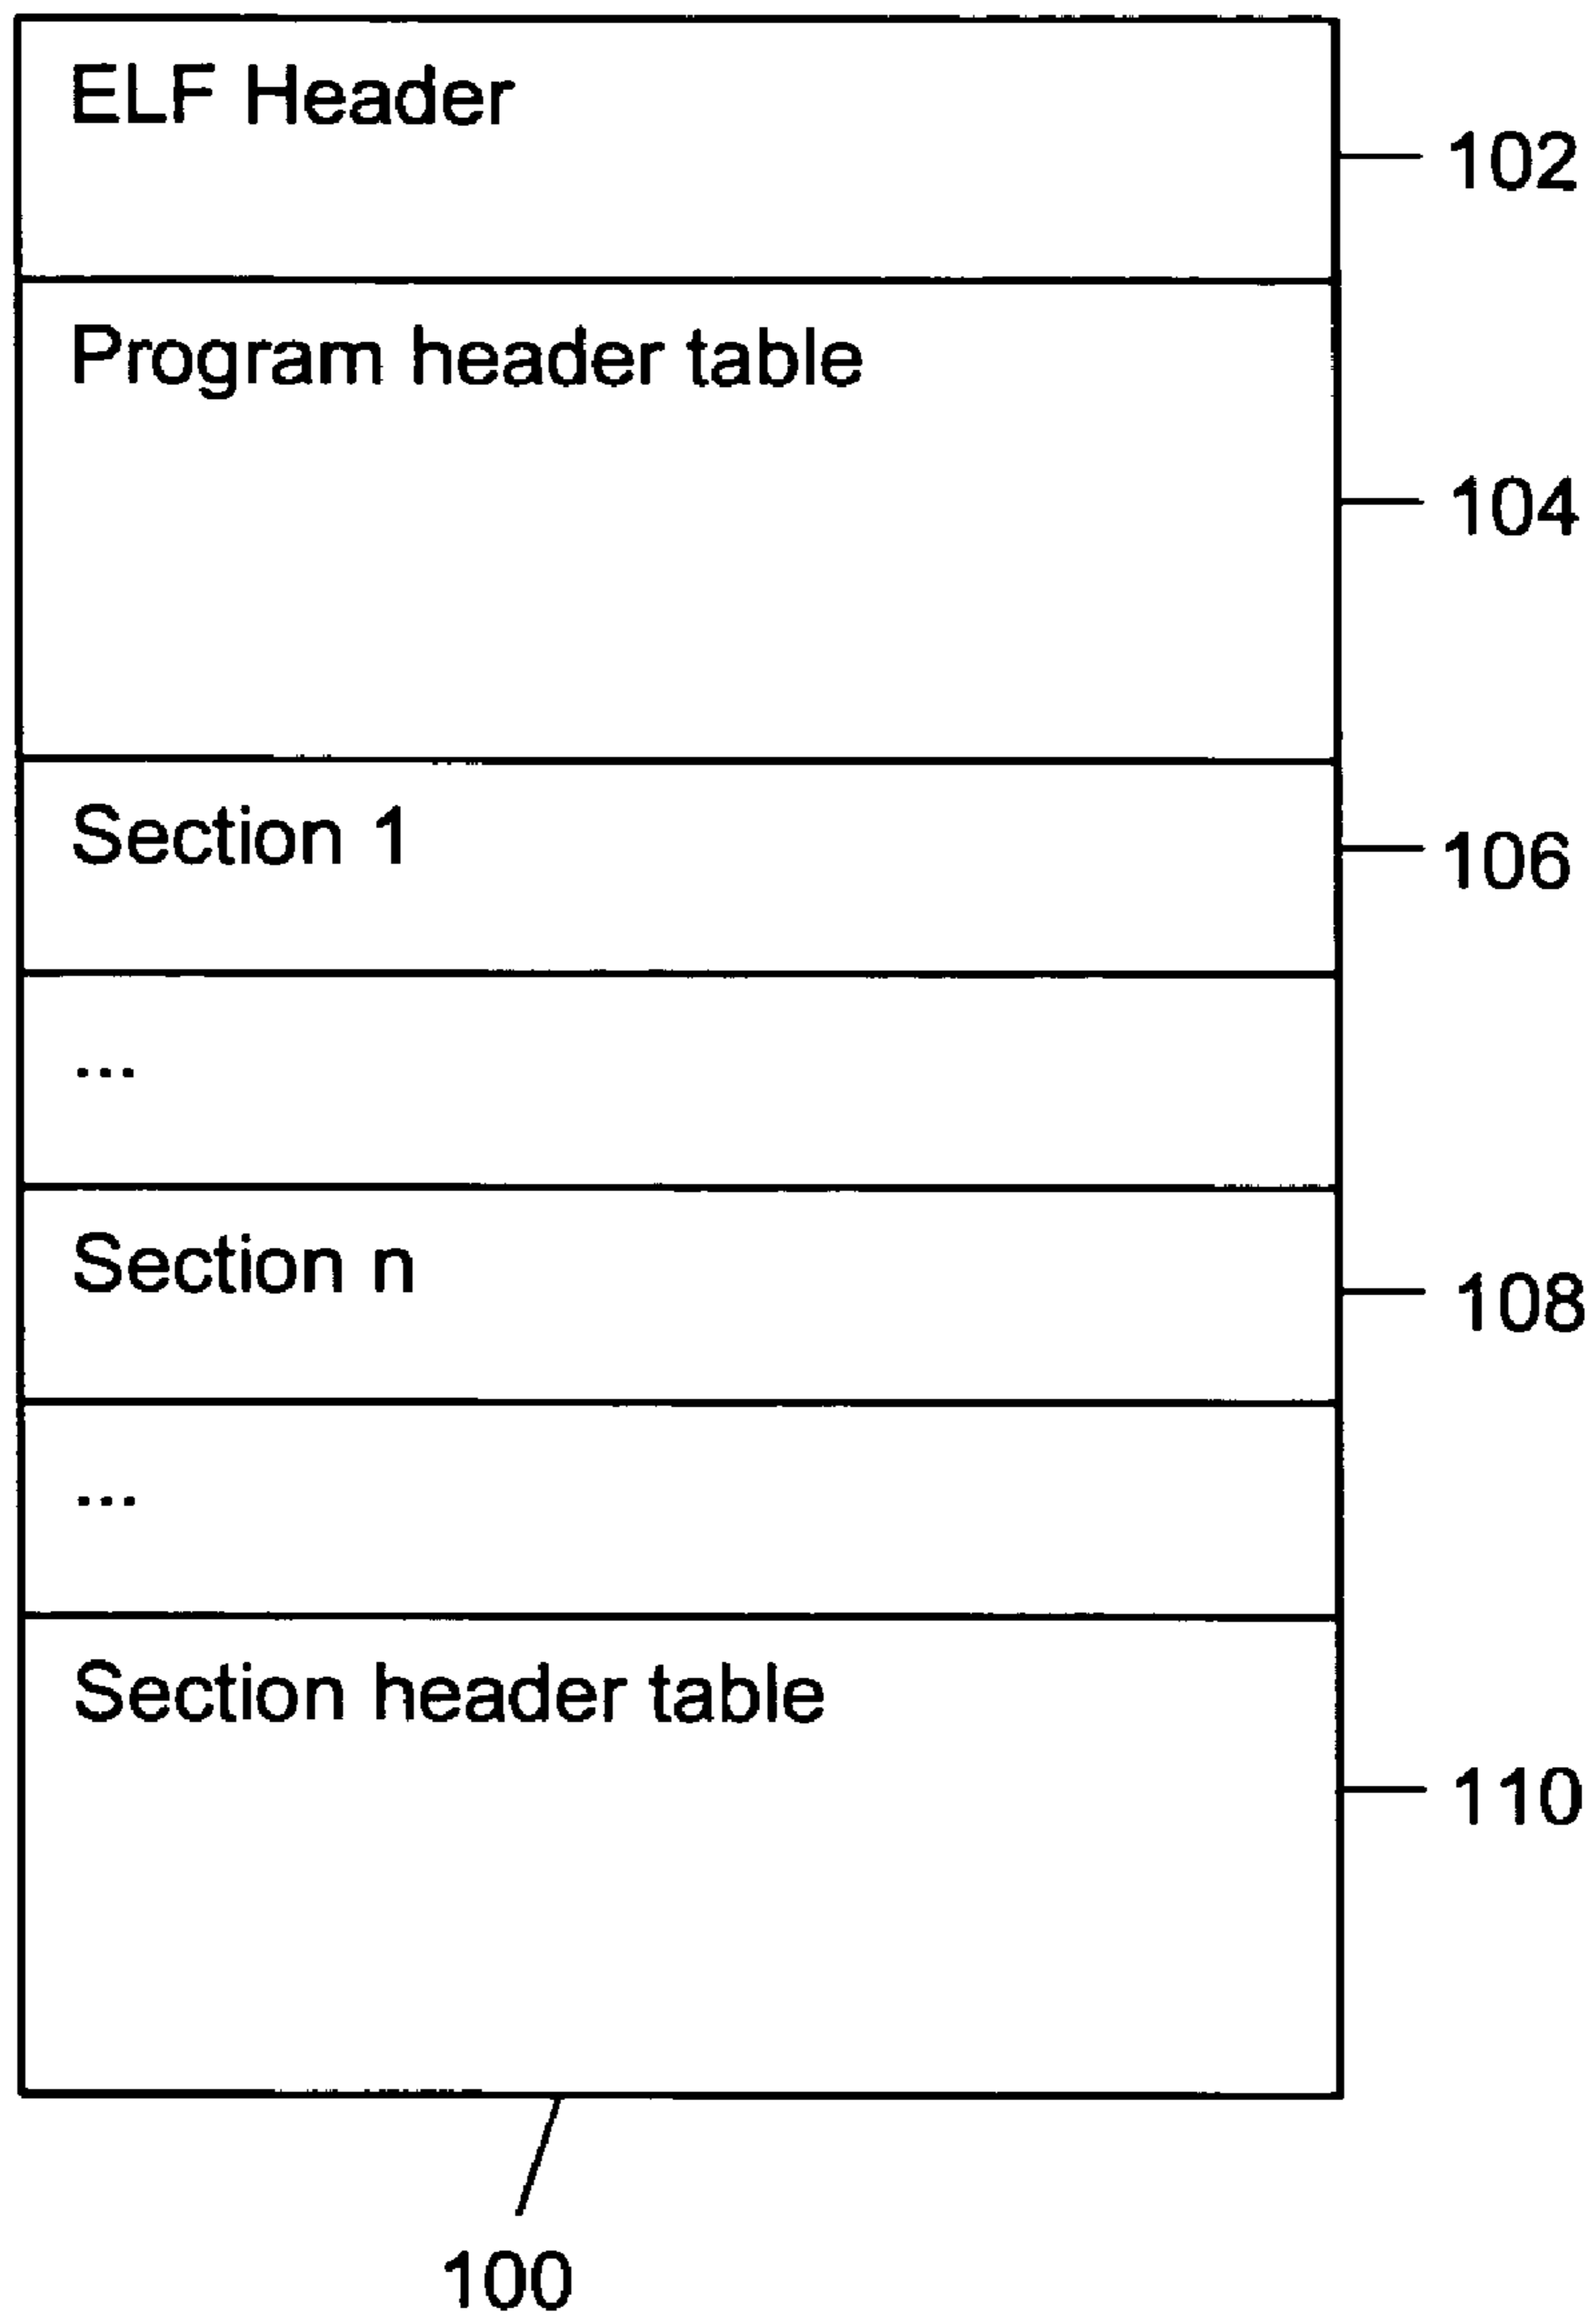 ELF Header
102
Program header table
104
Section 1
106
...
Section n
108
...
Section header table
110
100